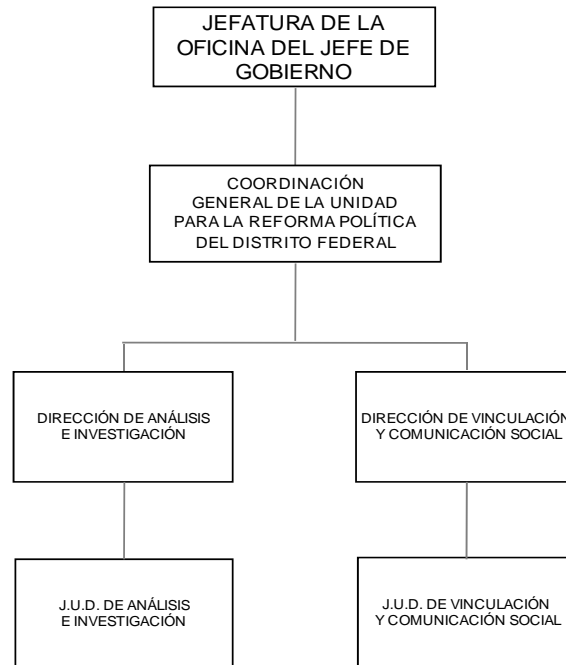 JEFATURA DE LA
OFICINA DEL JEFE DE
GOBIERNO
COORDINACIÓN
GENERAL DE LA UNIDAD
PARA LA REFORMA POLÍTICA
DEL DISTRITO FEDERAL
DIRECCIÓN DE ANÁLISIS
E INVESTIGACIÓN
DIRECCIÓN DE VINCULACIÓN
Y COMUNICACIÓN SOCIAL
J.U.D. DE ANÁLISIS
E INVESTIGACIÓN
J.U.D. DE VINCULACIÓN
Y COMUNICACIÓN SOCIAL